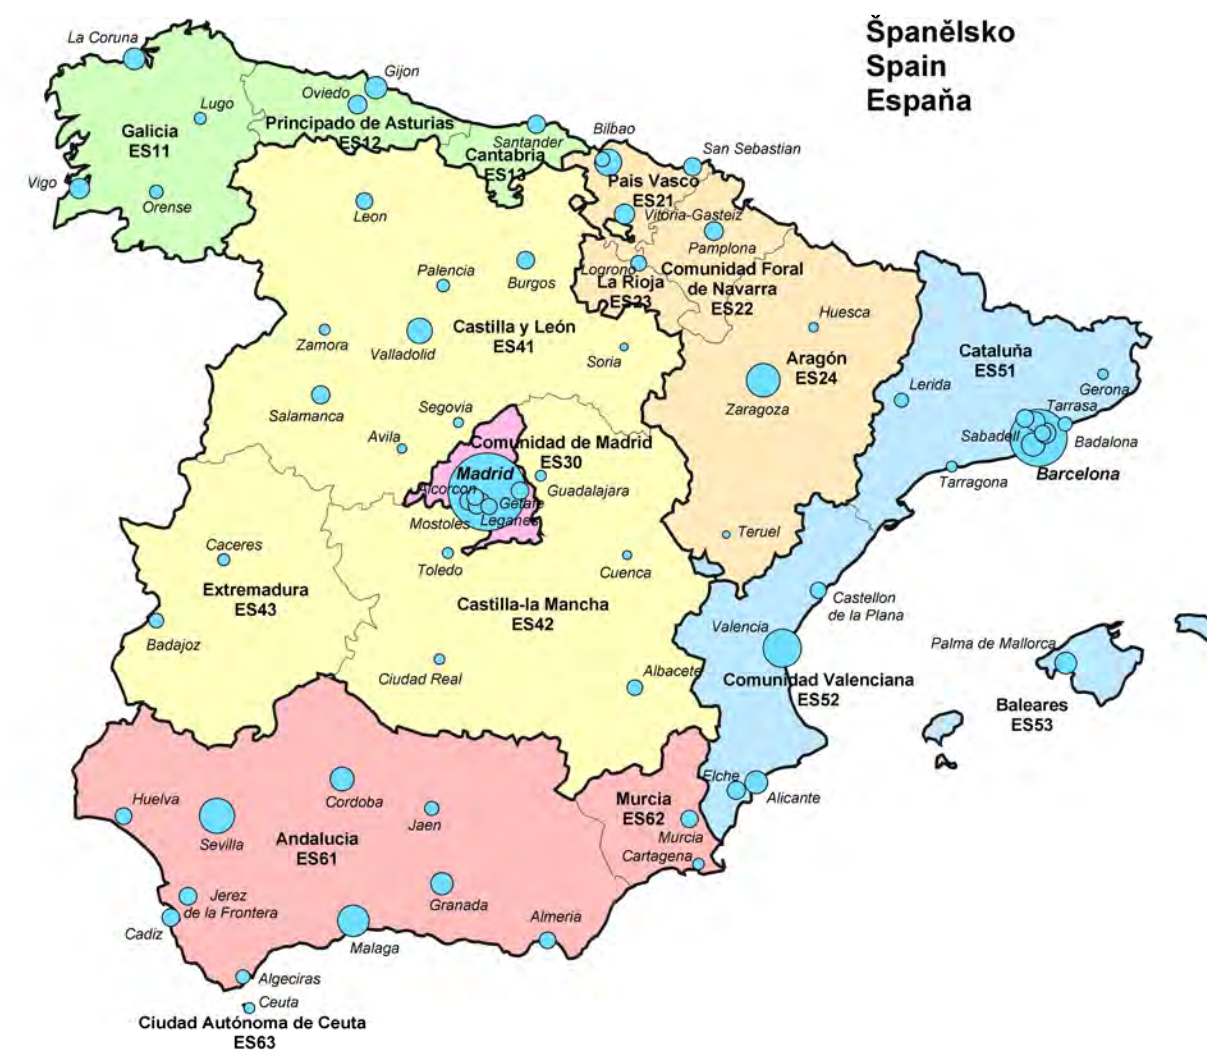 Španělsko
Spain
Espaňa
La Coruna
Gijon
Oviedo
Lugo
Principado de Asturias
ES12
Galicia
ES11
Santander
Cantabria
ES13
Bilbao
San Sebastian
Vigo
Orense
Leon
Pais Vasco
ES21
Vitoria-Gasteiz
Pamplona
Palencia
Burgos
Logrono
La Rioja
ES23
Comunidad Foral
de Navarra
ES22
Huesca
Zamora
Valladolid
Castilla y León
ES41
Soria
Aragón
ES24
Zaragoza
Cataluňa
ES51
Lerida
Gerona
Tarrasa
Sabadell
Badalona
Barcelona
Tarragona
Salamanca
Segovia
Avila
Comunidad de Madrid
ES30
Madrid
Alcorcon
Getafe
Guadalajara
Mostoles
Leganes
Teruel
Caceres
Toledo
Cuenca
Extremadura
ES43
Castilla-la Mancha
ES42
Castellon
de la Plana
Badajoz
Valencia
Palma de Mallorca
Ciudad Real
Albacete
Comunidad Valenciana
ES52
Baleares
ES53
Huelva
Cordoba
Elche
Alicante
Sevilla
Jaen
Murcia
ES62
Murcia
Andalucia
ES61
Cartagena
Jerez
de la Frontera
Granada
Almeria
Cadiz
Malaga
Algeciras
Ceuta
Ciudad Autónoma de Ceuta
ES63